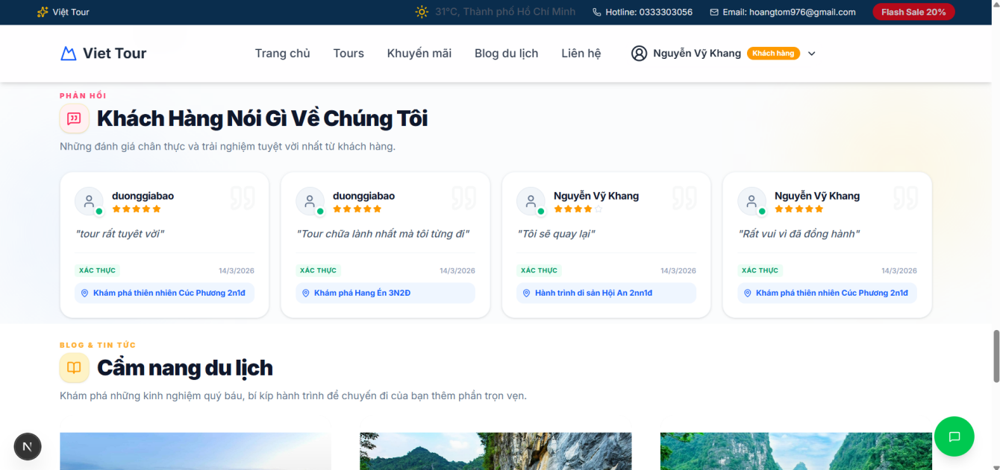 Việt Tour
31°C, Thành phố Hồ Chí Minh
Hotline: 0333303056
Email: hoangtom976@gmail.com
Flash Sale 20%
Viet Tour
Trang chủ
Tours
Khuyến mãi
Blog du lịch
Liên hệ
Nguyễn Vỹ Khang
Khách hàng
PHẢN HỒI
Khách Hàng Nói Gì Về Chúng Tôi
Những đánh giá chân thực và trải nghiệm tuyệt vời nhất từ khách hàng.
duonggiabao
"tour rất tuyêt vời"
XÁC THỰC
14/3/2026
Khám phá thiên nhiên Cúc Phương 2n1đ
duonggiabao
"Tour chữa lành nhất mà tôi từng đi"
XÁC THỰC
14/3/2026
Khám phá Hang Én 3N2Đ
Nguyễn Vỹ Khang
"Tôi sẽ quay lại"
XÁC THỰC
14/3/2026
Hành trình di sản Hội An 2nn1đ
Nguyễn Vỹ Khang
"Rất vui vì đã đồng hành"
XÁC THỰC
14/3/2026
Khám phá thiên nhiên Cúc Phương 2n1đ
BLOG & TIN TỨC
Cẩm nang du lịch
Khám phá những kinh nghiệm quý báu, bí kíp hành trình để chuyến đi của bạn thêm phần trọn vẹn.
N